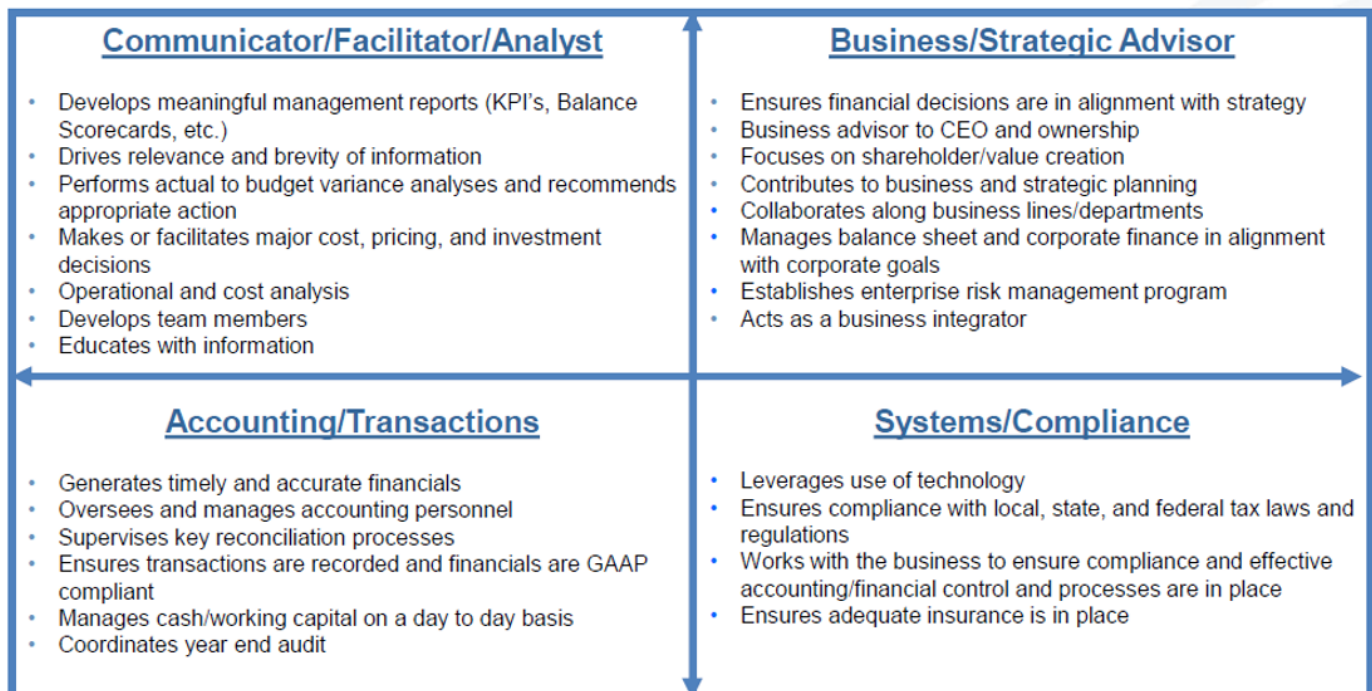 Communicator/Facilitator/Analyst
• Develops meaningful management reports (KPI's, Balance
Scorecards, etc.)
• Drives relevance and brevity of information
• Performs actual to budget variance analyses and recommends
appropriate action
• Makes or facilitates major cost, pricing, and investment
decisions
• Operational and cost analysis
• Develops team members
• Educates with information
Business/Strategic Advisor
• Ensures financial decisions are in alignment with strategy
• Business advisor to CEO and ownership
• Focuses on shareholder/value creation
• Contributes to business and strategic planning
• Collaborates along business lines/departments
• Manages balance sheet and corporate finance in alignment
with corporate goals
• Establishes enterprise risk management program
• Acts as a business integrator
Accounting/Transactions
• Generates timely and accurate financials
• Oversees and manages accounting personnel
• Supervises key reconciliation processes
• Ensures transactions are recorded and financials are GAAP
compliant
• Manages cash/working capital on a day to day basis
• Coordinates year end audit
Systems/Compliance
• Leverages use of technology
• Ensures compliance with local, state, and federal tax laws and
regulations
• Works with the business to ensure compliance and effective
accounting/financial control and processes are in place
• Ensures adequate insurance is in place